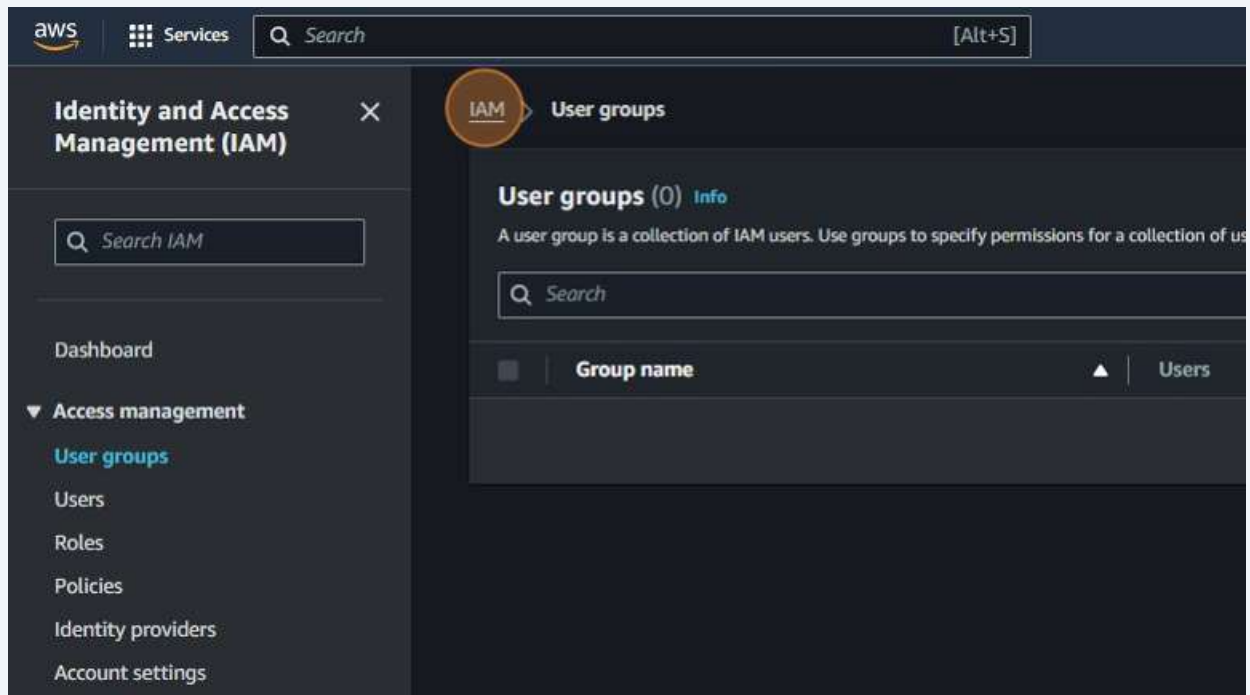 aws Services Search [Alt+S]
Identity and Access
Management (IAM)
Search IAM
Dashboard
Access management
User groups
Users
Roles
Policies
Identity providers
Account settings
IAM User groups
User groups (0) Info
A user group is a collection of IAM users. Use groups to specify permissions for a collection of us
Search
Group name Users